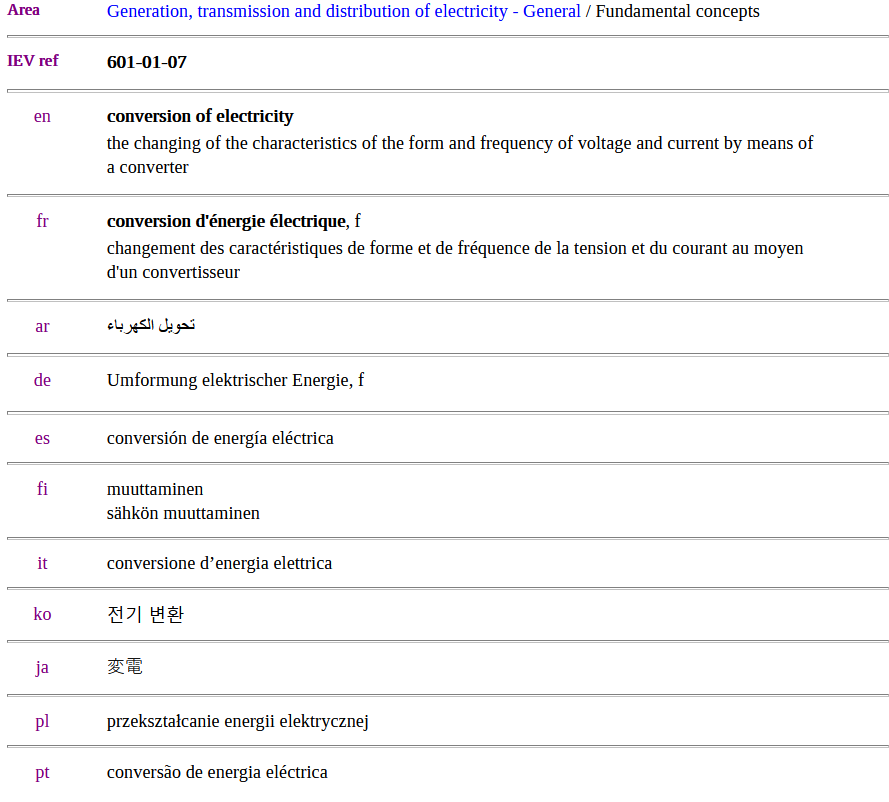 Area Generation, transmission and distribution of electricity - General / Fundamental concepts
IEV ref 601-01-07
en conversion of electricity
the changing of the characteristics of the form and frequency of voltage and current by means of
a converter
fr conversion d'énergie électrique, f
changement des caractéristiques de forme et de fréquence de la tension et du courant au moyen
d'un convertisseur
ar تحويل الكهرباء
de Umformung elektrischer Energie, f
es conversión de energía eléctrica
fi muuttaminen
sähkön muuttaminen
it conversione d’energia elettrica
ko 전기 변환
ja 変電
pl przekształcanie energii elektrycznej
pt conversão de energia eléctrica